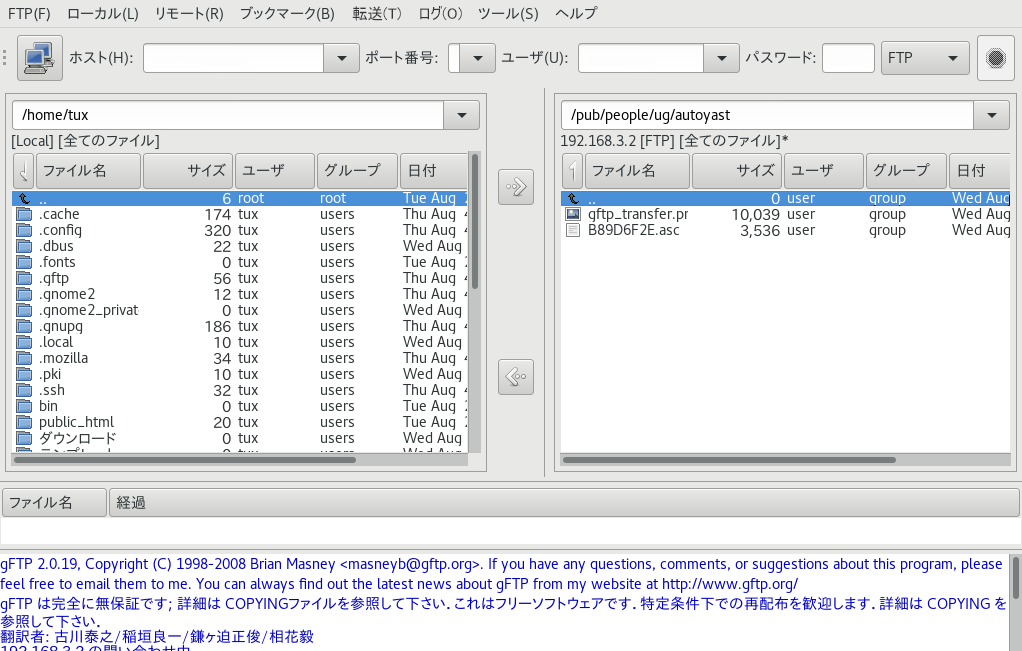 FTP(F) ローカル(L) リモート(R) ブックマーク(B) 転送(T) ログ(O) ツール(S) ヘルプ
ホスト(H): ポート番号: ユーザ(U): パスワード: FTP
/home/tux
[Local] [全てのファイル]
ファイル名 サイズ ユーザ グループ 日付
.. 6 root root Tue Aug
.cache 174 tux users Thu Aug
.config 320 tux users Thu Aug
.dbus 22 tux users Wed Aug
.fonts 0 tux users Tue Aug
.gftp 56 tux users Thu Aug
.gnome2 12 tux users Thu Aug
.gnome2_privat 0 tux users Wed Aug
.gnupg 186 tux users Thu Aug
.local 10 tux users Wed Aug
.mozilla 34 tux users Thu Aug
.pki 10 tux users Wed Aug
.ssh 32 tux users Thu Aug
bin 0 tux users Tue Aug
public_html 20 tux users Tue Aug
ダウンロード 0 tux users Wed Aug
/pub/people/ug/autoyast
192.168.3.2 [FTP] [全てのファイル]*
ファイル名 サイズ ユーザ グループ 日付
.. 0 user group Wed Aug
gftp_transfer.pr 10,039 user group Wed Aug
B89D6F2E.asc 3,536 user group Wed Aug
ファイル名 経過
gFTP 2.0.19, Copyright (C) 1998-2008 Brian Masney <masneyb@gftp.org>. If you have any questions, comments, or suggestions about this program, please
feel free to email them to me. You can always find out the latest news about gFTP from my website at http://www.gftp.org/
gFTP は完全に無保証です; 詳細は COPYINGファイルを参照して下さい. これはフリーソフトウェアです. 特定条件下での再配布を歓迎します. 詳細は COPYING を
参照して下さい.
翻訳者: 古川泰之/稲垣良一/鎌ヶ迫正俊/相花毅
192.168.3.2 の問い合わせ中